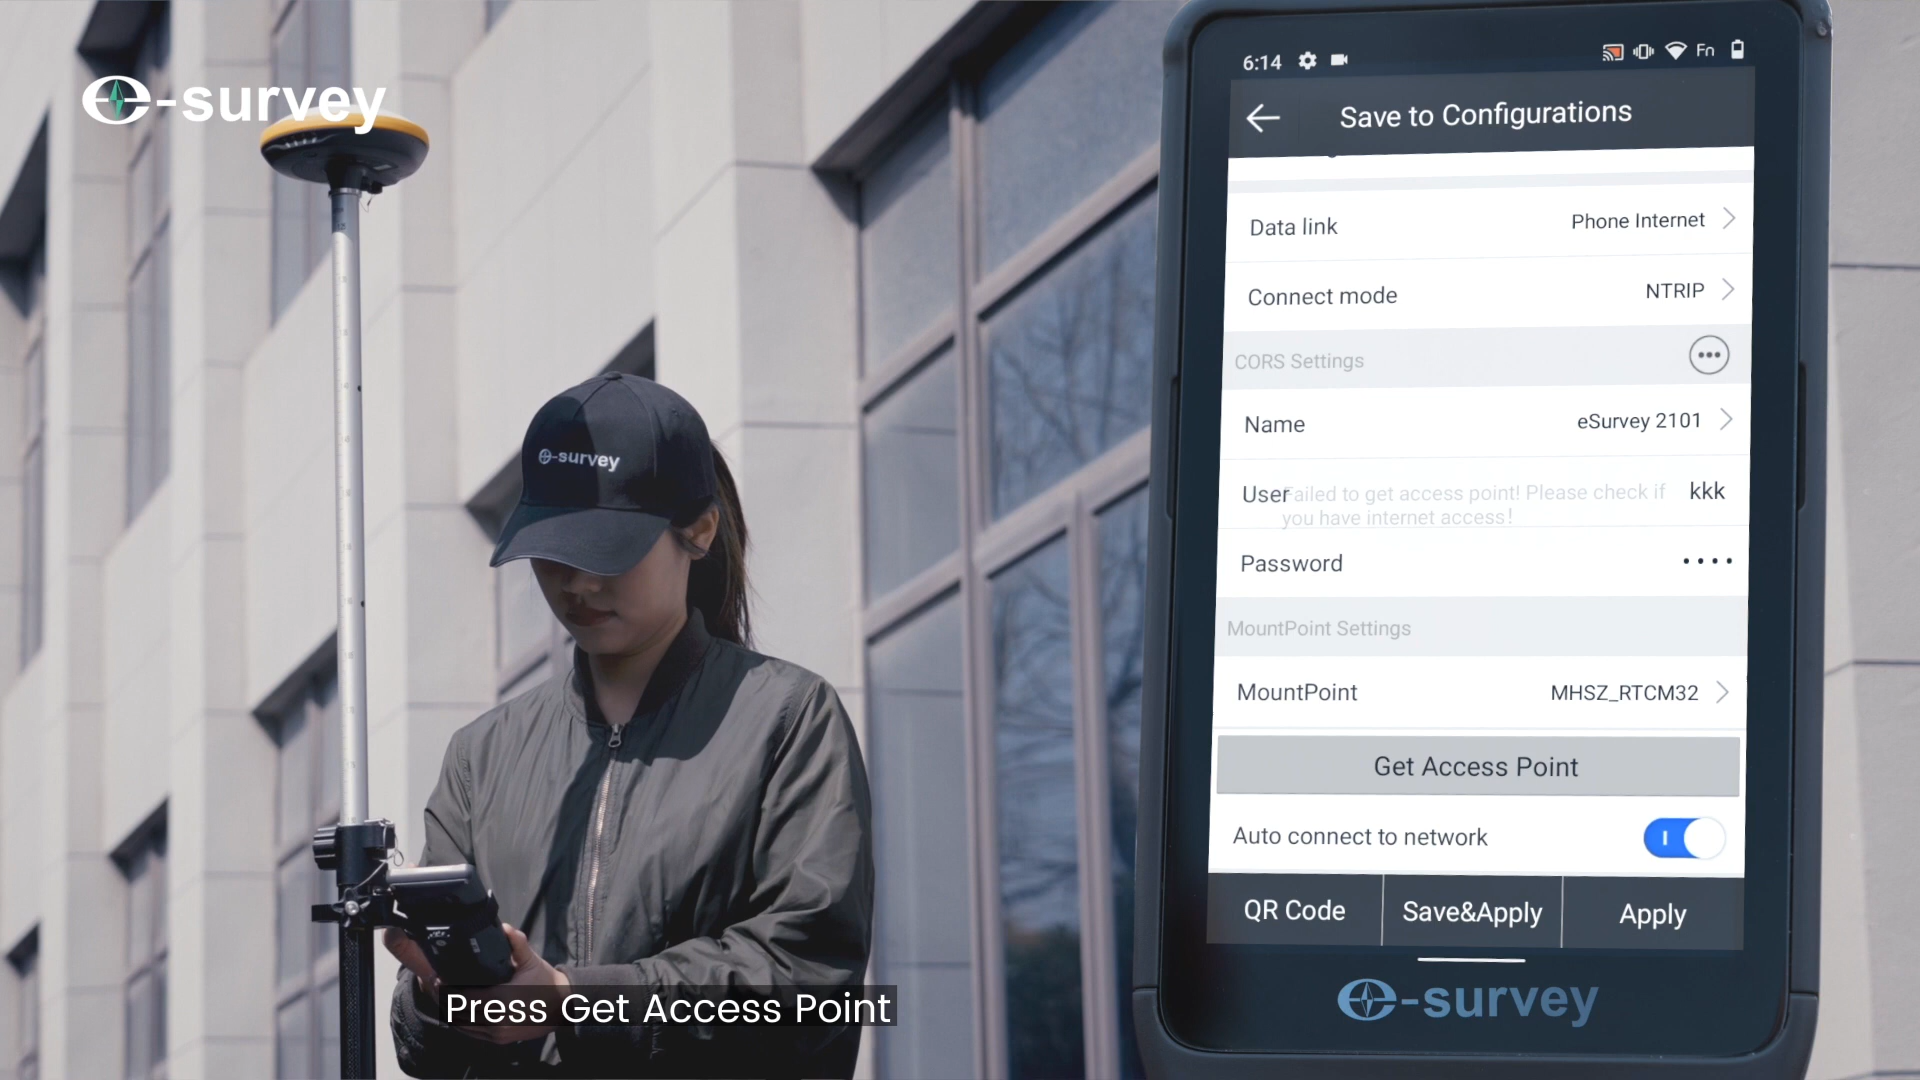 e-survey
e-survey
6:14
Fn
Save to Configurations
Data link
Phone Internet
Connect mode
NTRIP
CORS Settings
Name
eSurvey 2101
User
kkk
Failed to get access point! Please check if
you have internet access!
Password
MountPoint Settings
MountPoint
MHSZ_RTCM32
Get Access Point
Auto connect to network
QR Code
Save&Apply
Apply
e-survey
Press Get Access Point